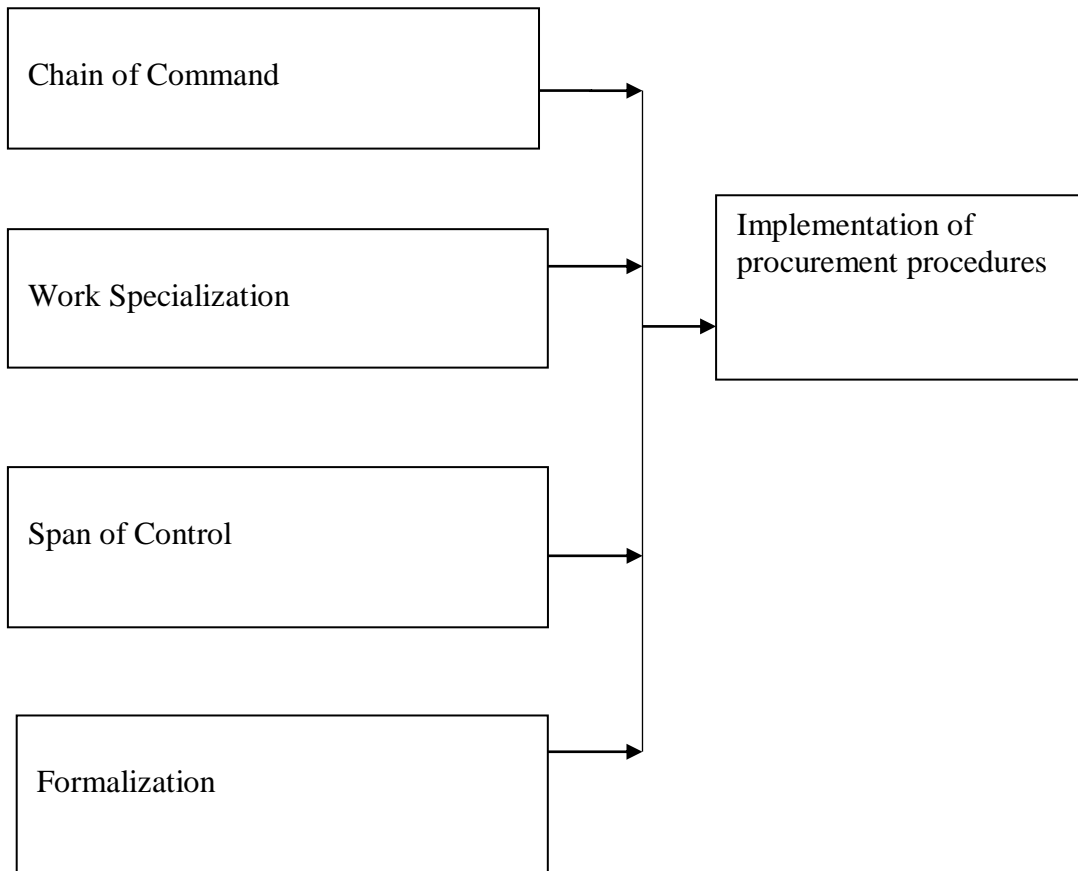 Chain of Command
Work Specialization
Implementation of
procurement procedures
Span of Control
Formalization